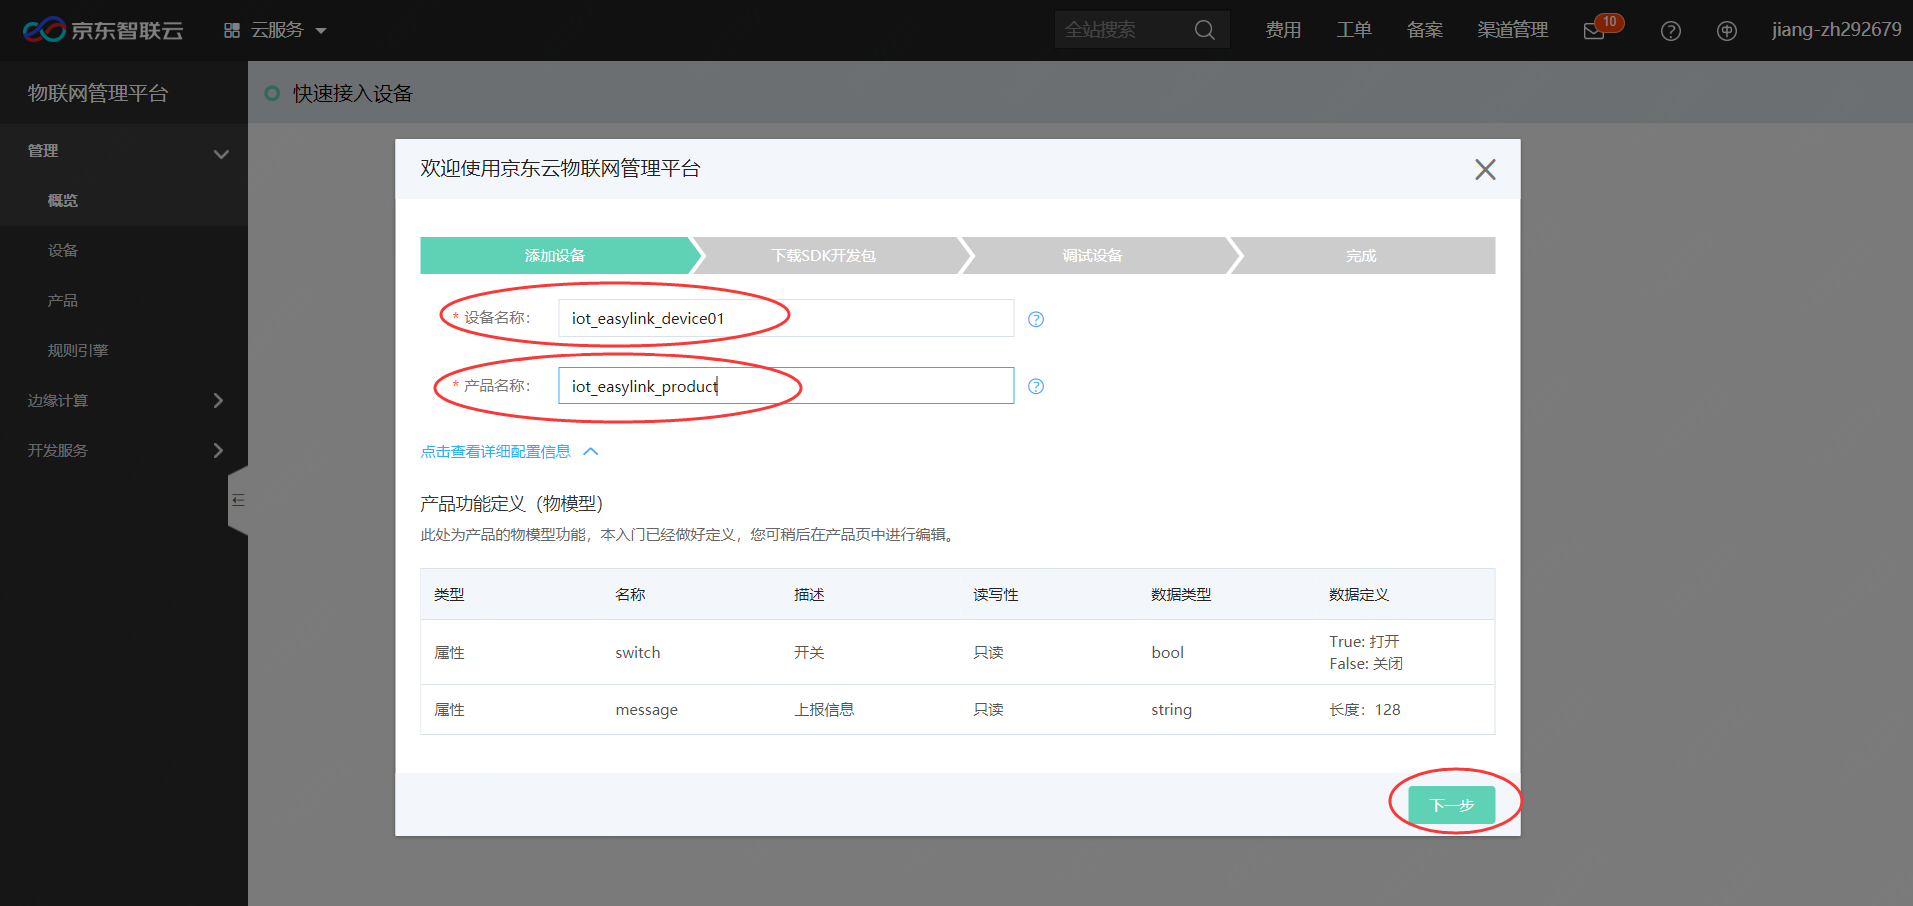 京东智联云 云服务 全站搜索 费用 工单 备案 渠道管理 10 jiang-zh292679
物联网管理平台
快速接入设备
管理
概览
设备
产品
规则引擎
边缘计算
开发服务
欢迎使用京东云物联网管理平台
添加设备 下载SDK开发包 调试设备 完成
* 设备名称： iot_easylink_device01 ?
* 产品名称： iot_easylink_product ?
点击查看详细配置信息
产品功能定义（物模型）
此处为产品的物模型功能，本入门已经做好定义，您可稍后在产品页中进行编辑。
类型 名称 描述 读写性 数据类型 数据定义
属性 switch 开关 只读 bool True: 打开
False: 关闭
属性 message 上报信息 只读 string 长度：128
下一步